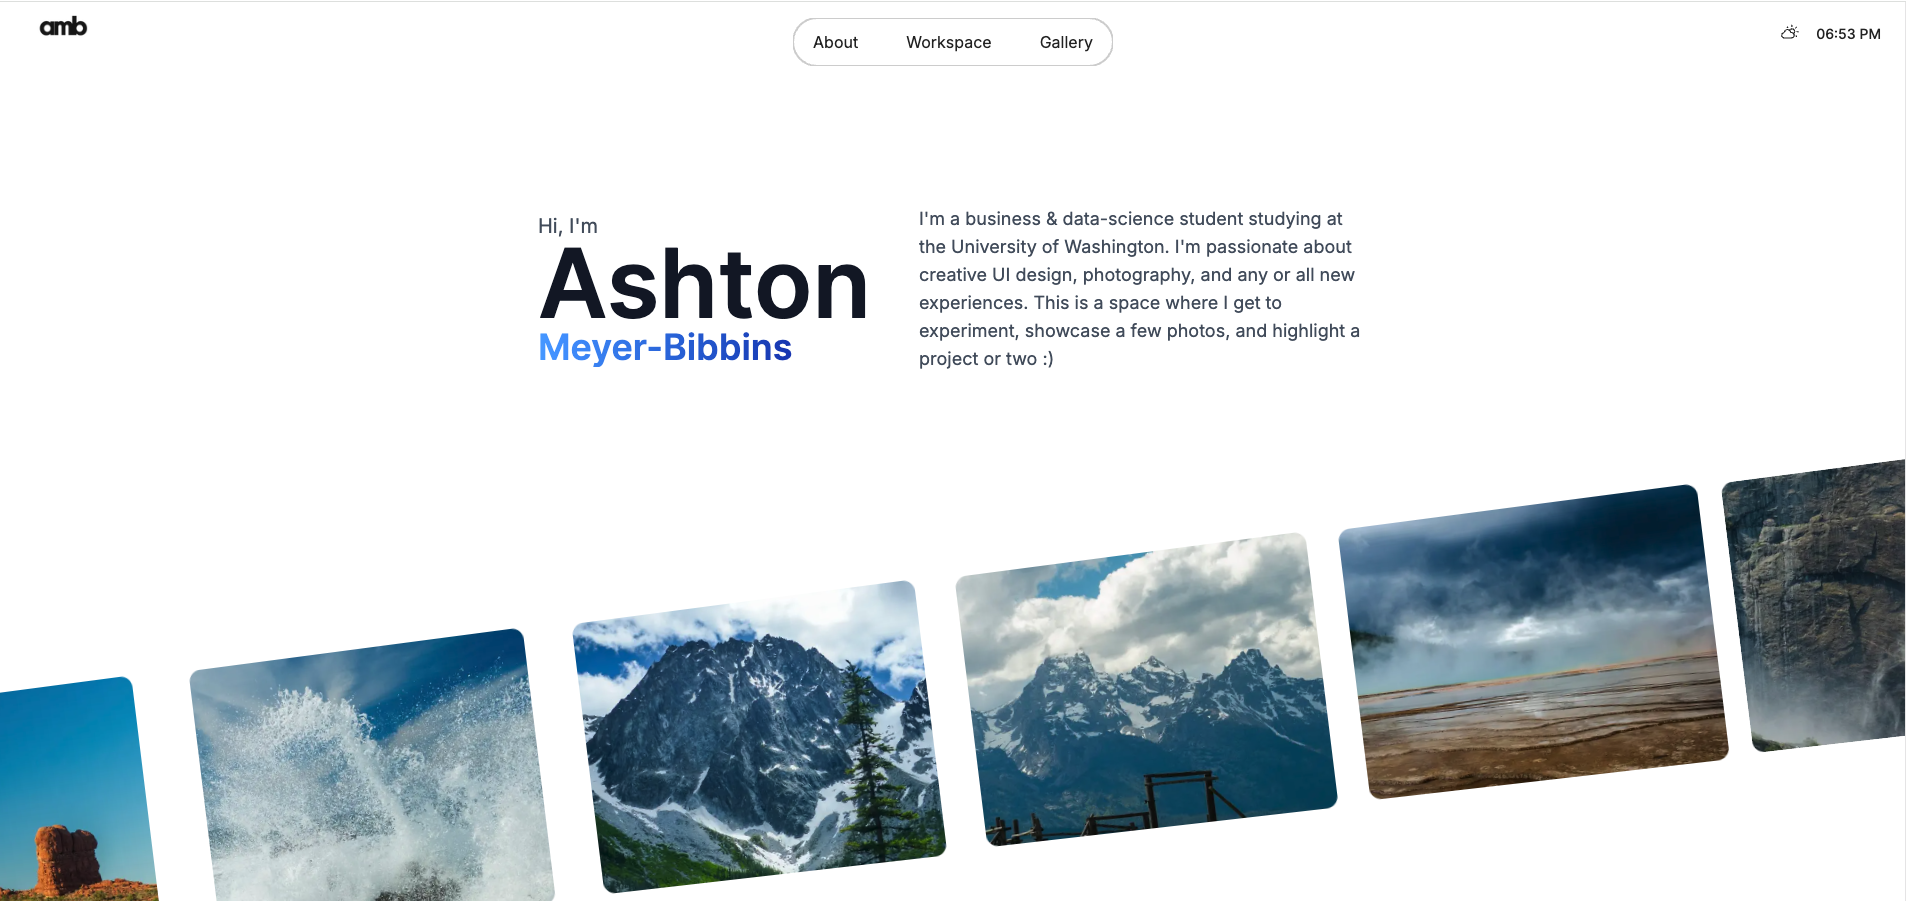 amb
About
Workspace
Gallery
06:53 PM
Hi, I'm
Ashton
Meyer-Bibbins
I'm a business & data-science student studying at
the University of Washington. I'm passionate about
creative UI design, photography, and any or all new
experiences. This is a space where I get to
experiment, showcase a few photos, and highlight a
project or two :)